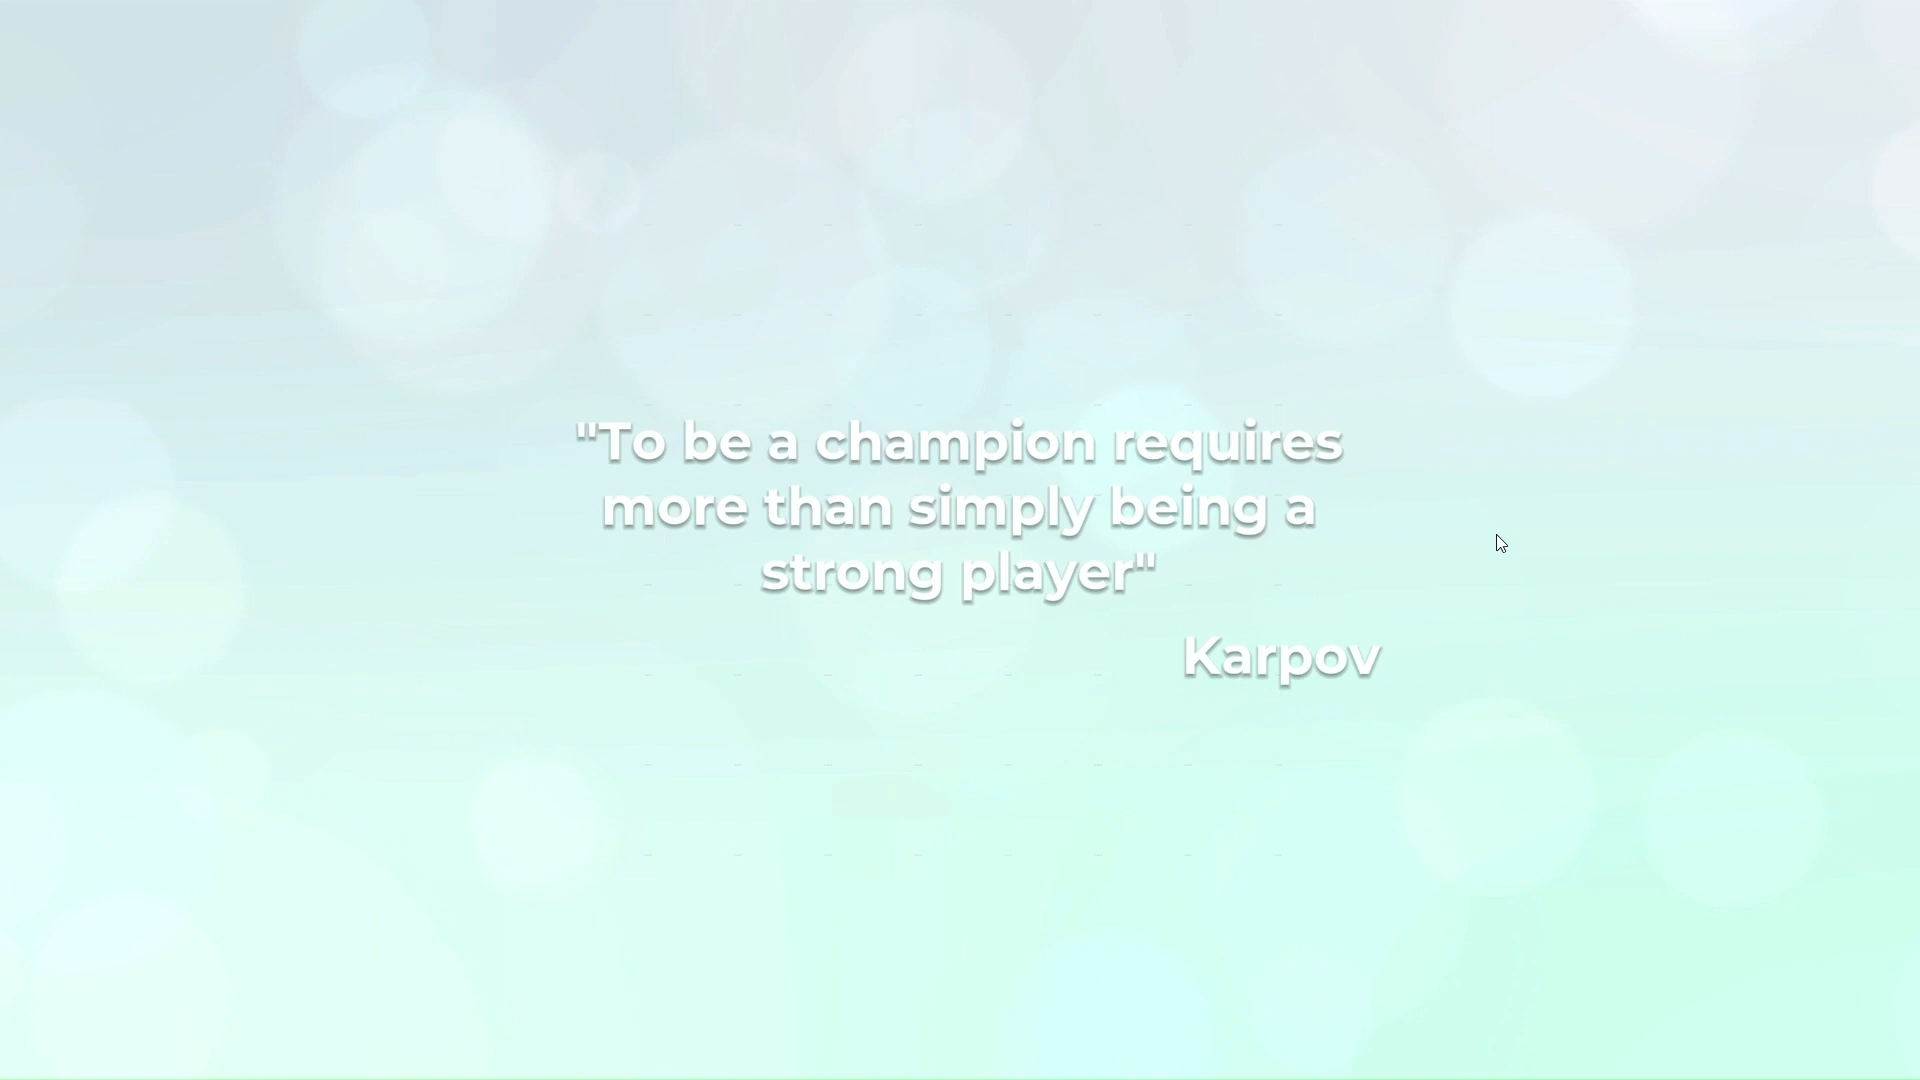 "To be a champion requires
more than simply being a
strong player"
Karpov